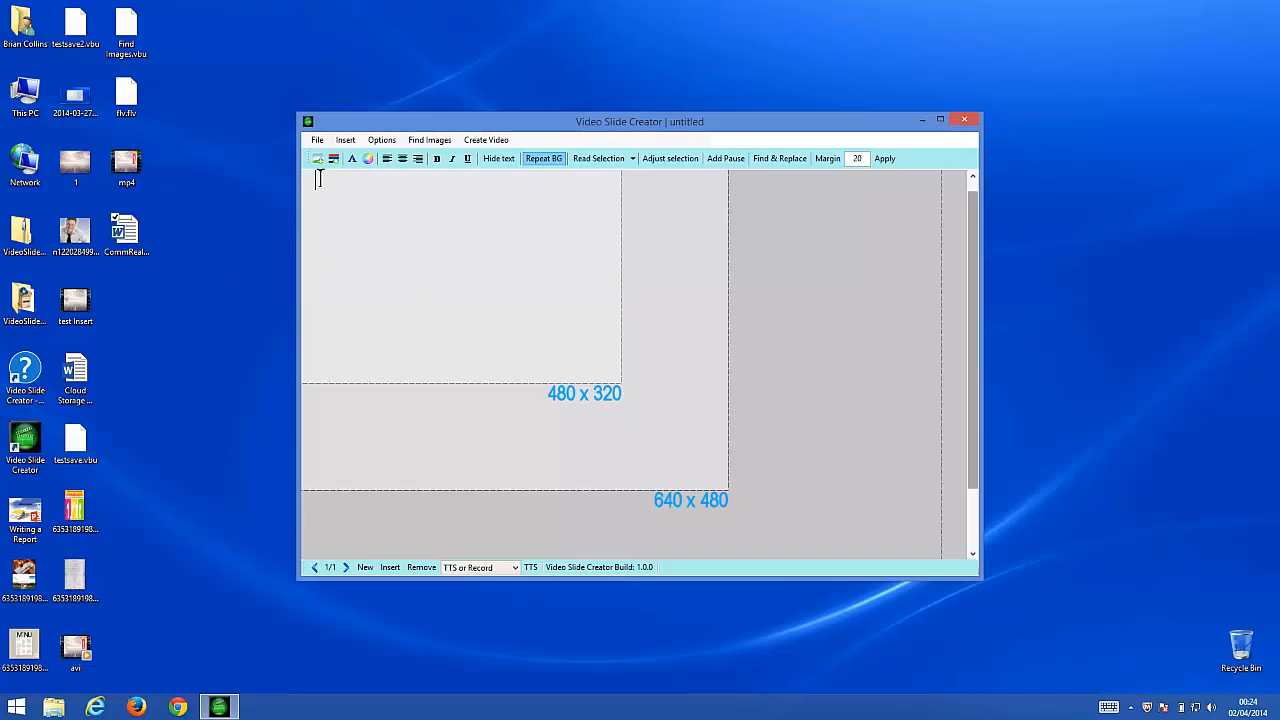 Brian Collins
testsave2.vbu
Find
Images.vbu
This PC
2014-03-27...
flv.flv
Network
1
mp4
VideoSlide...
n122028499...
CommReal...
VideoSlide...
test Insert
Video Slide
Creator -...
Cloud
Storage ...
Video Slide
Creator
testsave.vbu
Writing a
Report
6353189198...
6353189198...
6353189198...
MENU
6353189198...
avi
Video Slide Creator | untitled
File
Insert
Options
Find Images
Create Video
A
B
I
U
Hide text
Repeat BG
Read Selection
Adjust selection
Add Pause
Find & Replace
Margin
20
Apply
480 x 320
640 x 480
1/1
New
Insert
Remove
TTS or Record
TTS
Video Slide Creator Build: 1.0.0
Recycle Bin
00:24
02/04/2014